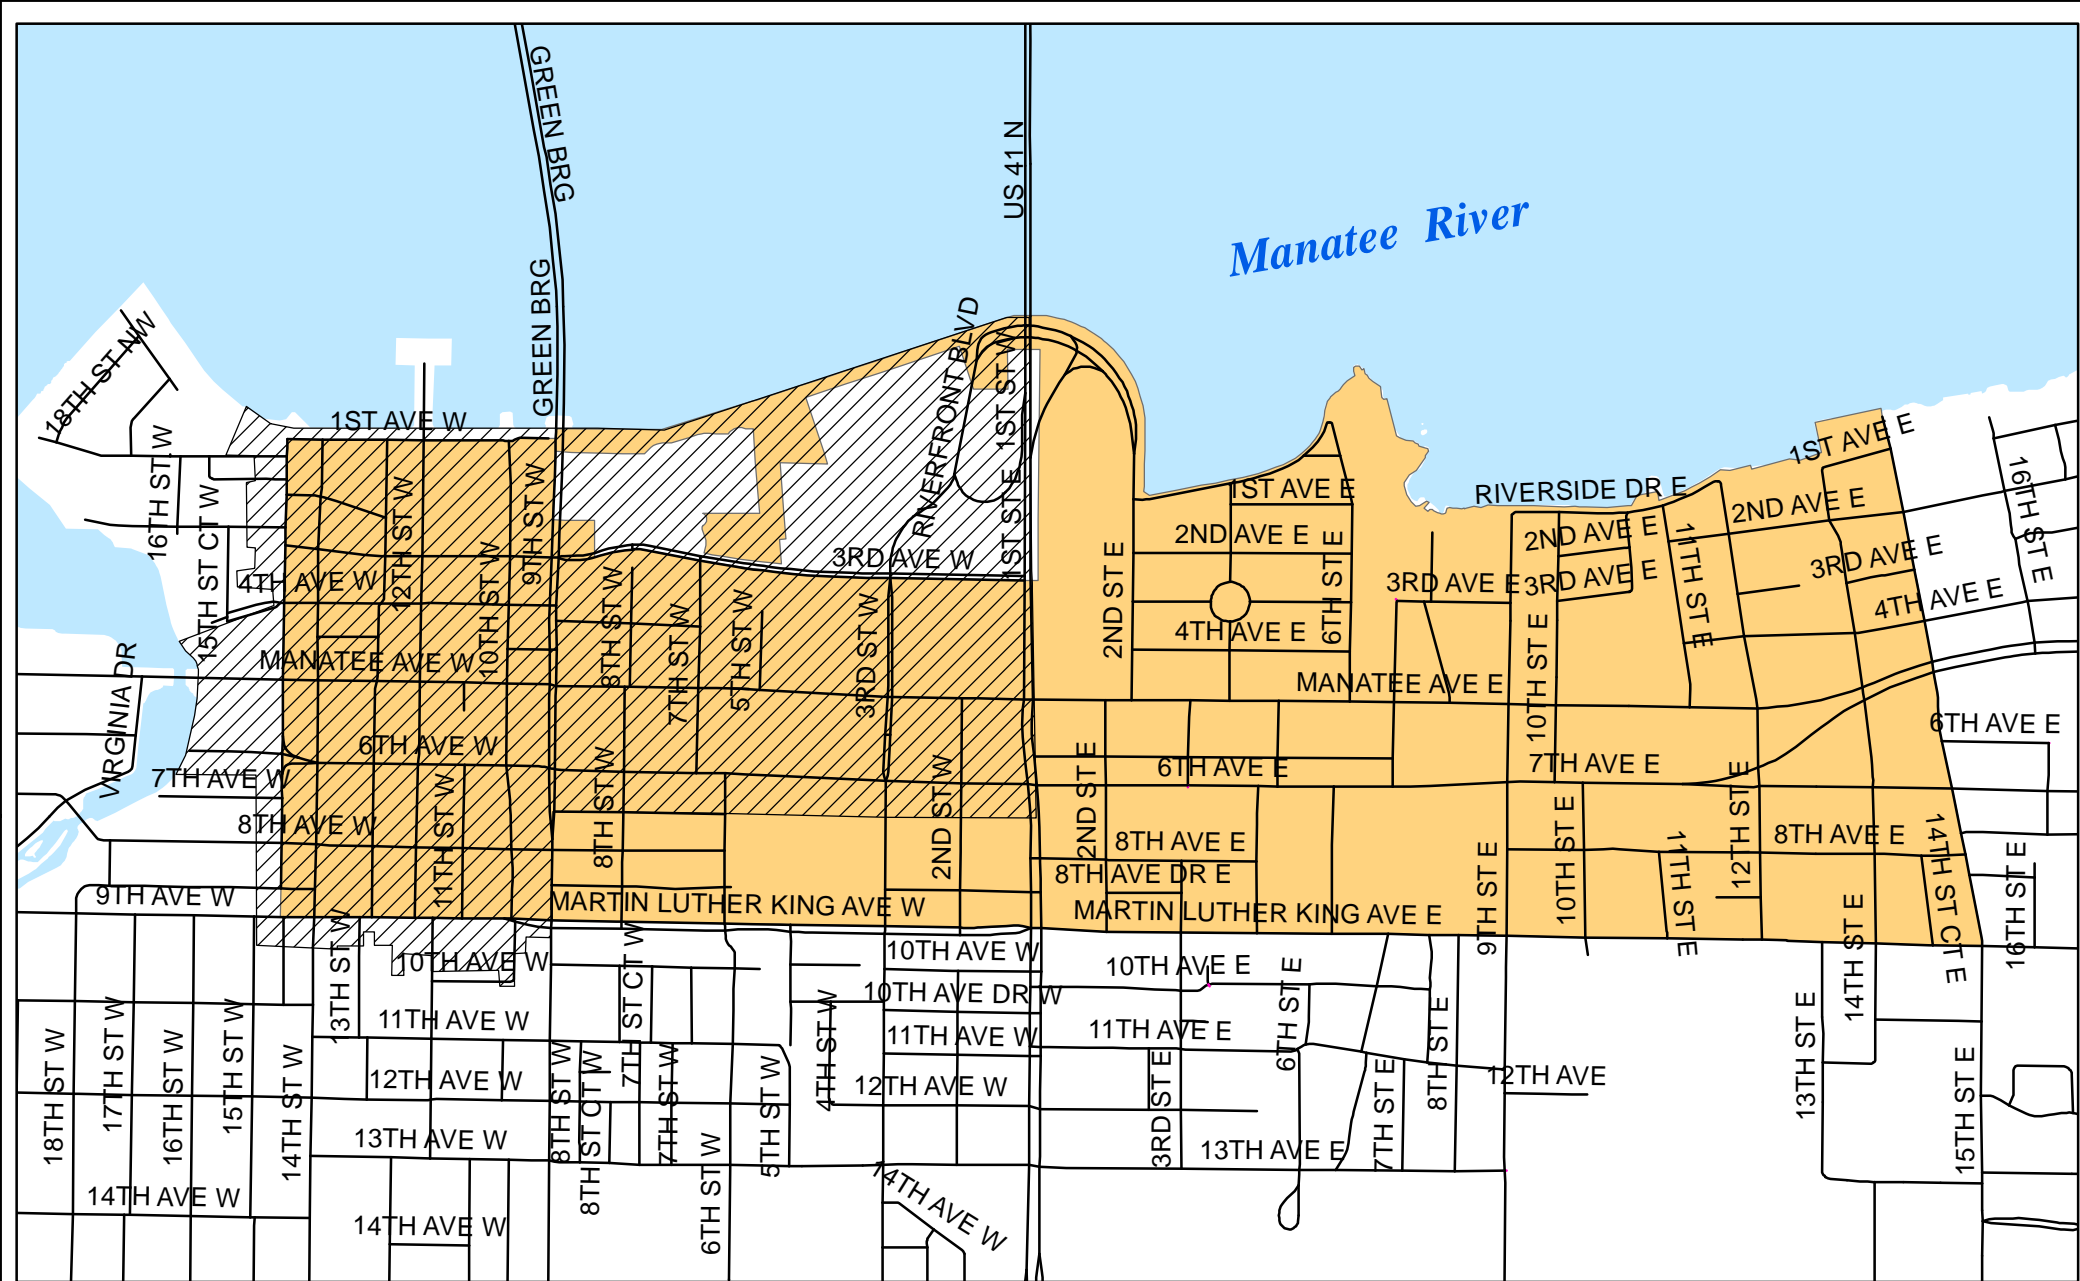 GREEN BRG
US 41 N
Manatee River
GREEN BRG
18TH ST NW
RIVERFRONT BLVD
1ST ST W
1ST AVE W
1ST AVE E
16TH ST W
15TH ST CT W
12TH ST W
9TH ST W
1ST ST E
1ST AVE E
RIVERSIDE DR E
2ND AVE E
16TH ST E
2ND AVE E
2ND AVE E
11TH ST E
3RD AVE W
3RD AVE E
4TH AVE W
10TH ST W
8TH ST W
7TH ST W
5TH ST W
3RD ST W
2ND ST E
6TH ST E
3RD AVE E
3RD AVE E
4TH AVE E
4TH AVE E
10TH ST E
MANATEE AVE W
MANATEE AVE E
VIRGINIA DR
6TH AVE W
6TH AVE E
7TH AVE W
6TH AVE E
7TH AVE E
8TH AVE W
11TH ST W
8TH ST W
2ND ST W
2ND ST E
8TH AVE E
8TH AVE DR E
10TH ST E
11TH ST E
12TH ST E
8TH AVE E
14TH ST CT E
9TH AVE W
MARTIN LUTHER KING AVE W
MARTIN LUTHER KING AVE E
9TH ST E
16TH ST E
13TH ST W
10TH AVE W
7TH ST CT W
10TH AVE W
10TH AVE E
6TH ST E
14TH ST E
10TH AVE DR W
11TH AVE W
4TH ST W
11TH AVE W
11TH AVE E
8TH ST E
13TH ST E
18TH ST W
17TH ST W
16TH ST W
15TH ST W
14TH ST W
12TH AVE W
8TH ST W
8TH ST CT W
7TH ST W
5TH ST W
12TH AVE W
3RD ST E
7TH ST E
12TH AVE
15TH ST E
13TH AVE W
6TH ST W
13TH AVE E
14TH AVE W
14TH AVE W
14TH AVE W